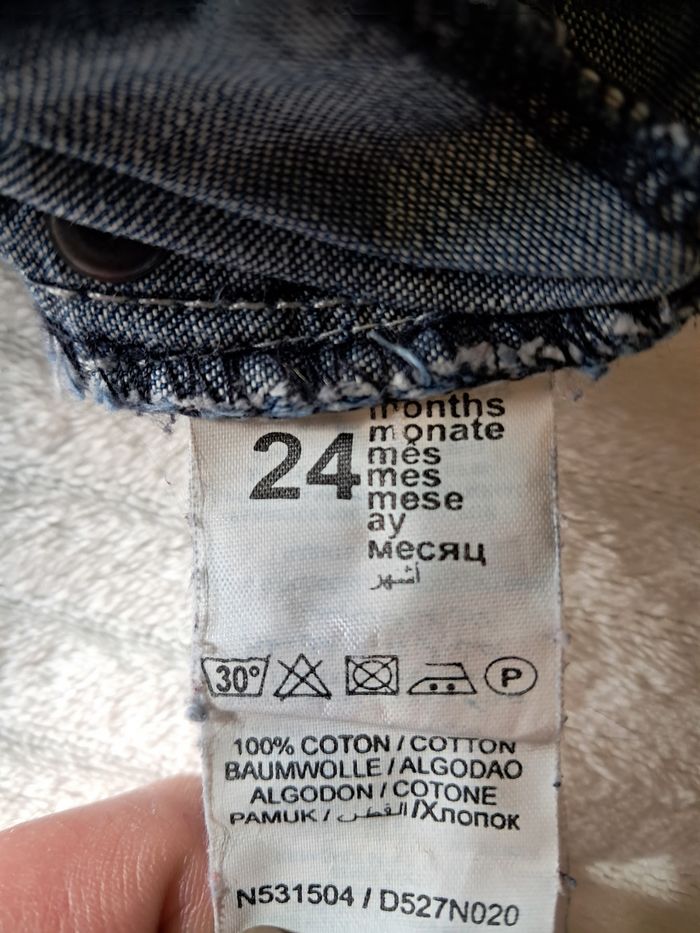 24
months
monate
mês
mes
mese
ay
месяц
أشهر
30° P
100% COTON / COTTON
BAUMWOLLE / ALGODAO
ALGODON / COTONE
PAMUK / القطن / Хлопок
N531504 / D527N020